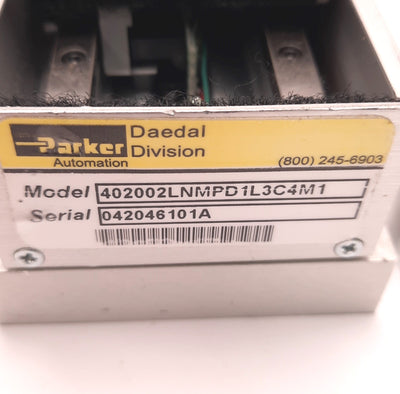 Parker Daedal
Automation Division (800) 245-6903
Model 402002LNMPD1L3C4M1
Serial 042046101A